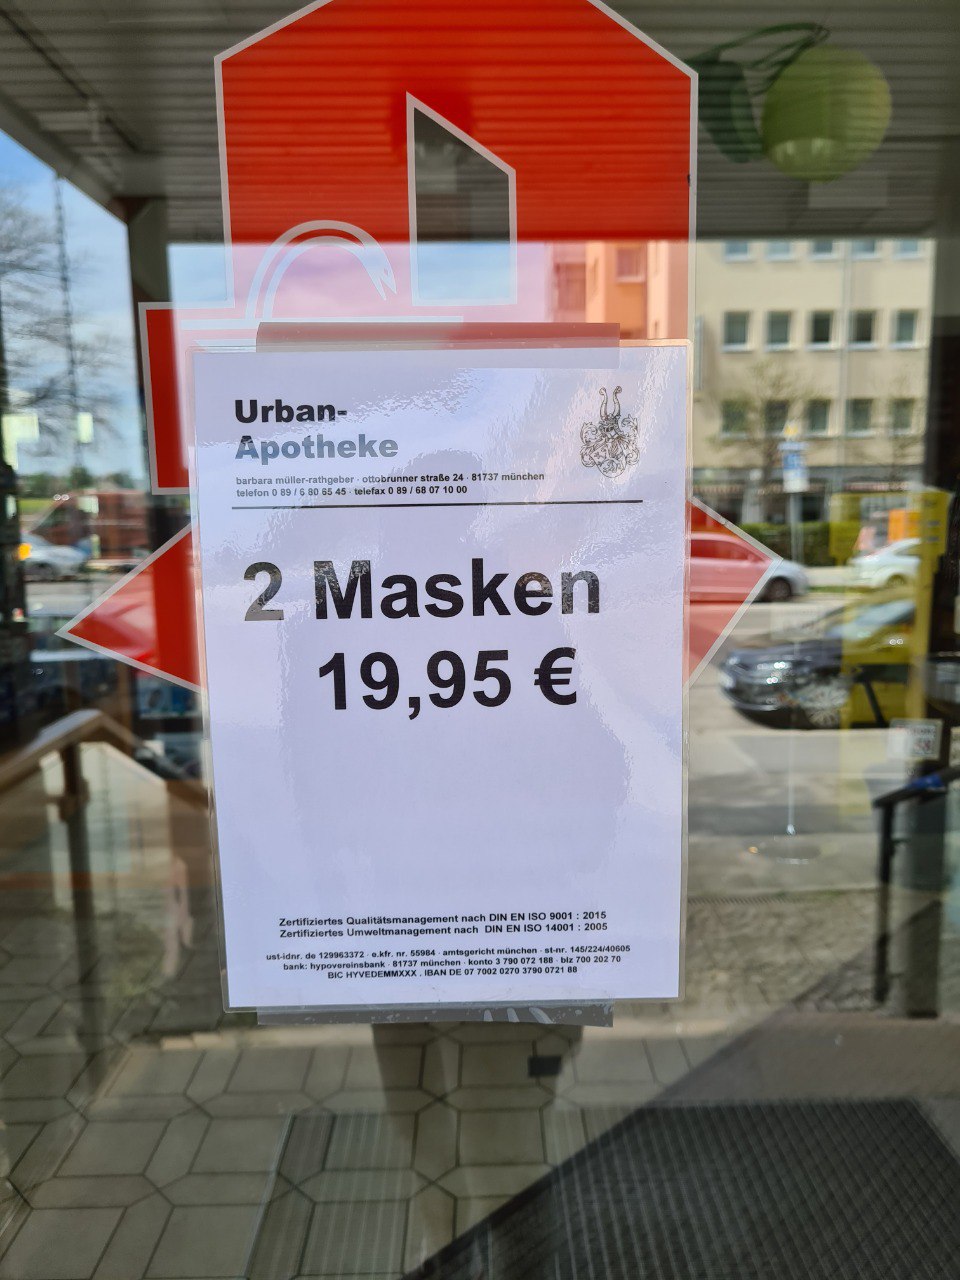 Urban-
Apotheke
barbara müller-rathgeber · ottobrunner straße 24 · 81737 münchen
telefon 0 89 / 6 80 65 45 · telefax 0 89 / 68 07 10 00
2 Masken
19,95 €
Zertifiziertes Qualitätsmanagement nach DIN EN ISO 9001 : 2015
Zertifiziertes Umweltmanagement nach DIN EN ISO 14001 : 2005
ust-idnr. de 129963372 · e.kfr. nr. 55984 · amtsgericht münchen · st-nr. 145/224/40605
bank: hypovereinsbank · 81737 münchen · konto 3 790 072 188 · blz 700 202 70
BIC HYVEDEMMXXX . IBAN DE 07 7002 0270 3790 0721 88